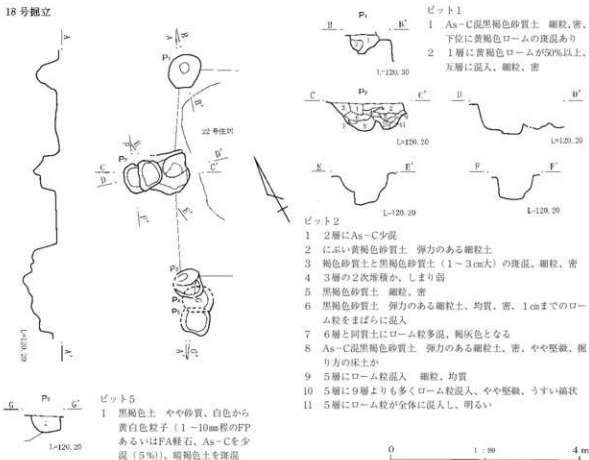 18 号掘立
A
A'
L=120.20
B
P₁
B'
22号住居
P₂
C
C'
D
D'
E
E'
F
F'
P₃
P₄
P₅
G
G'
P₁
B
B'
L=120.30
C
P₂
C'
L=120.20
D
D'
L=120.20
E
E'
L=120.20
F
F'
L=120.20
G
P₅
G'
L=120.20
ピット1
1 As-C混黒褐色砂質土 細粒、密、
下位に黄褐色ロームの斑混あり
2 1層に黄褐色ロームが50%以上、
互層に混入、細粒、密
ピット2
1 2層にAs-C少混
2 にぶい黄褐色砂質土 弾力のある細粒土
3 褐色砂質土と黒褐色砂質土（1～3㎝大）の斑混、細粒、密
4 3層の2次堆積か、しまり弱
5 黒褐色砂質土 細粒、密
6 黒褐色砂質土 弾力のある細粒土、均質、密、1㎝までのロー
ム粒をまばらに混入
7 6層と同質土にローム粒多混、褐灰色となる
8 As-C混黒褐色砂質土 弾力のある細粒土、密、やや堅緻、掘
り方の床土か
9 5層にローム粒混入 細粒、均質
10 5層に9層よりも多くローム粒混入、やや堅緻、うすい縞状
11 5層にローム粒が全体に混入し、明るい
ピット5
1 黒褐色土 やや砂質、白色から
黄白色粒子（1～10㎜程のFP
あるいはFA軽石、As-Cを少
混（5％））、暗褐色土を斑混
0 1：80 4 m